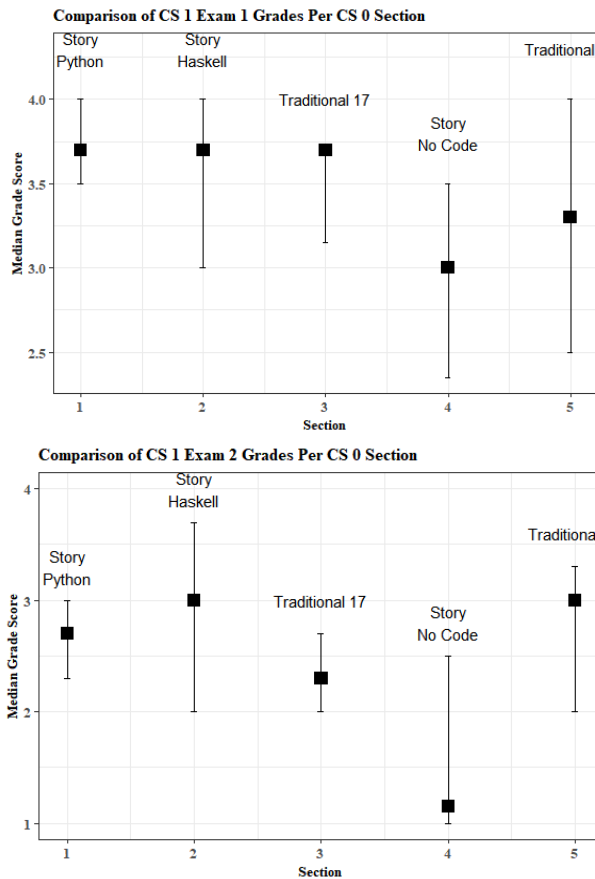 Comparison of CS 1 Exam 1 Grades Per CS 0 Section
Story
Python
Story
Haskell
Traditional 17
Story
No Code
Traditional
Median Grade Score
4.0
3.5
3.0
2.5
1 2 3 4 5
Section
Comparison of CS 1 Exam 2 Grades Per CS 0 Section
Story
Python
Story
Haskell
Traditional 17
Story
No Code
Traditiona
Median Grade Score
4
3
2
1
1 2 3 4 5
Section